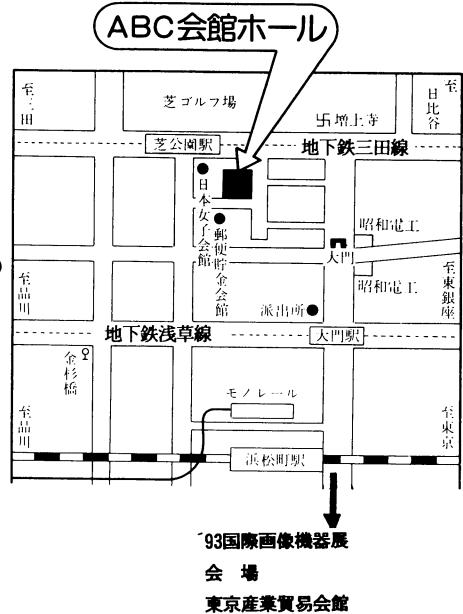 ABC会館ホール
至三田
芝ゴルフ場
卍増上寺
至日比谷
芝公園駅
地下鉄三田線
日本女子会館
郵便貯金会館
昭和電工
大門
昭和電工
至品川
至東銀座
派出所
地下鉄浅草線
大門駅
金杉橋
モノレール
至品川
至東京
浜松町駅
'93国際画像機器展
会 場
東京産業貿易会館